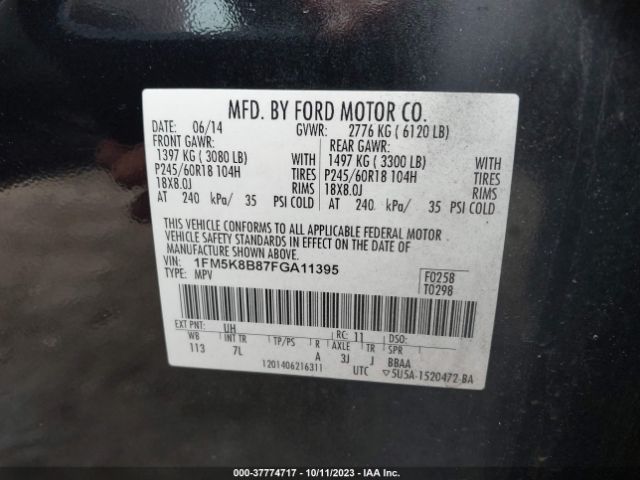 MFD. BY FORD MOTOR CO.
DATE: 06/14 GVWR: 2776 KG ( 6120 LB)
FRONT GAWR: REAR GAWR:
1397 KG ( 3080 LB) WITH 1497 KG ( 3300 LB) WITH
P245/60R18 104H TIRES P245/60R18 104H TIRES
18X8.0J RIMS 18X8.0J RIMS
AT 240 kPa/ 35 PSI COLD AT 240 kPa/ 35 PSI COLD
THIS VEHICLE CONFORMS TO ALL APPLICABLE FEDERAL MOTOR
VEHICLE SAFETY STANDARDS IN EFFECT ON THE DATE OF
MANUFACTURE SHOWN ABOVE.
VIN: 1FM5K8B87FGA11395
TYPE: MPV
F0258
T0298
EXT PNT: UH RC: 11 DSO:
WB INT TR TP/PS R AXLE TR SPR
113 7L A 3J J BBAA
1201406216311 UTC ▽5U5A-1520472-BA
000-37774717 - 10/11/2023 - IAA Inc.